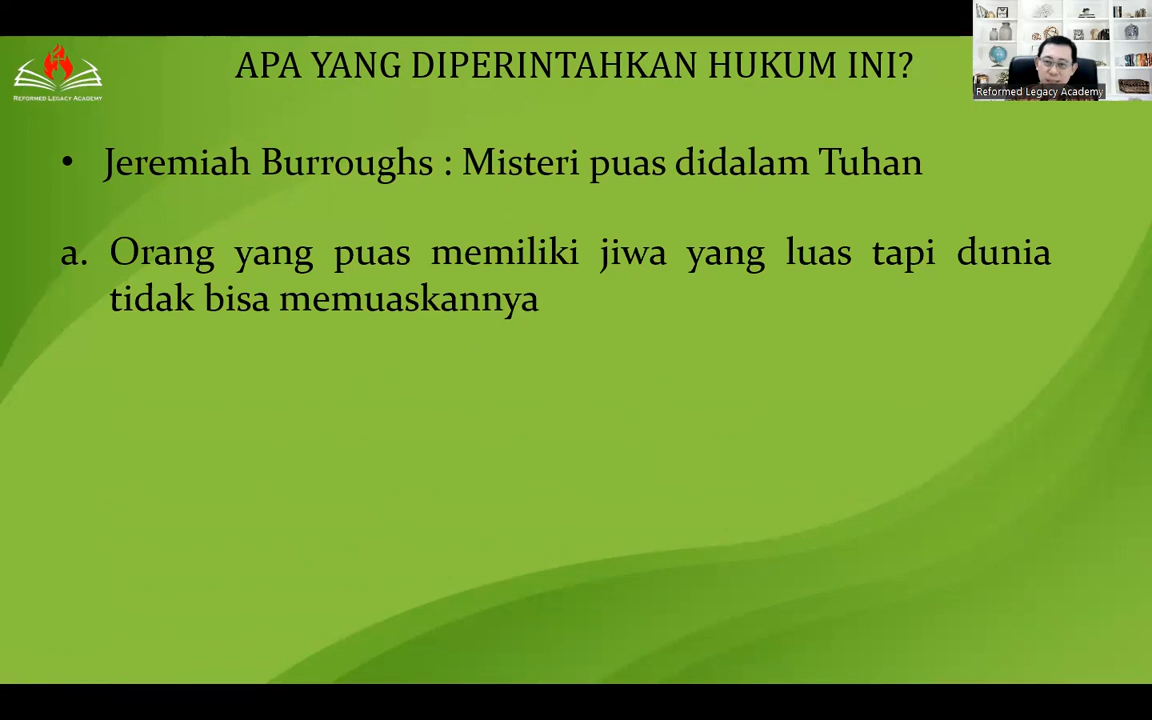 APA YANG DIPERINTAHKAN HUKUM INI?
REFORMED LEGACY ACADEMY
Reformed Legacy Academy
• Jeremiah Burroughs : Misteri puas didalam Tuhan
a. Orang yang puas memiliki jiwa yang luas tapi dunia
tidak bisa memuaskannya